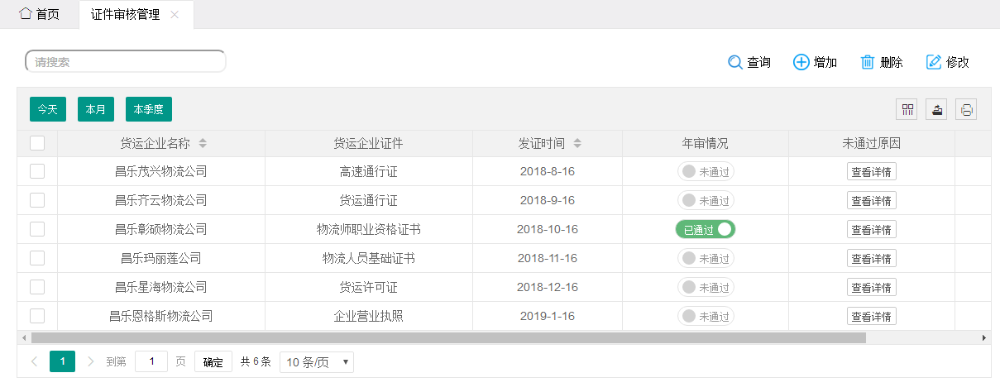 首页 证件审核管理
请搜索 查询 增加 删除 修改
今天 本月 本季度
货运企业名称 货运企业证件 发证时间 年审情况 未通过原因
昌乐茂兴物流公司 高速通行证 2018-8-16 未通过 查看详情
昌乐齐云物流公司 货运通行证 2018-9-16 未通过 查看详情
昌乐彰硕物流公司 物流师职业资格证书 2018-10-16 已通过 查看详情
昌乐玛丽莲公司 物流人员基础证书 2018-11-16 未通过 查看详情
昌乐星海物流公司 货运许可证 2018-12-16 未通过 查看详情
昌乐恩格斯物流公司 企业营业执照 2019-1-16 未通过 查看详情
1 到第 1 页 确定 共 6 条 10 条/页